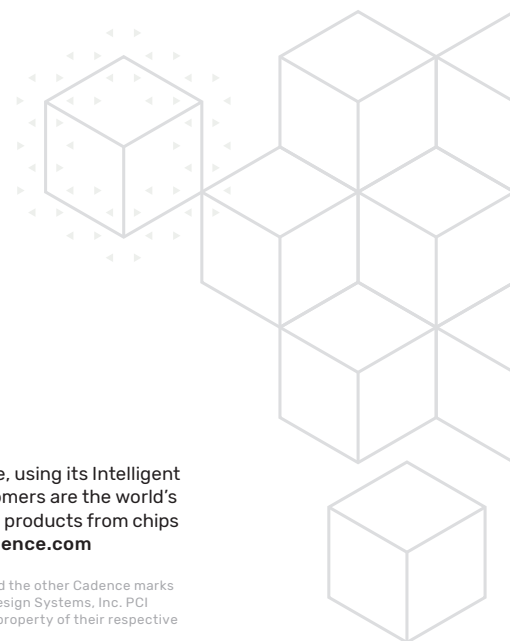 e, using its Intelligent
omers are the world's
products from chips
ence.com
d the other Cadence marks
esign Systems, Inc. PCI
property of their respective